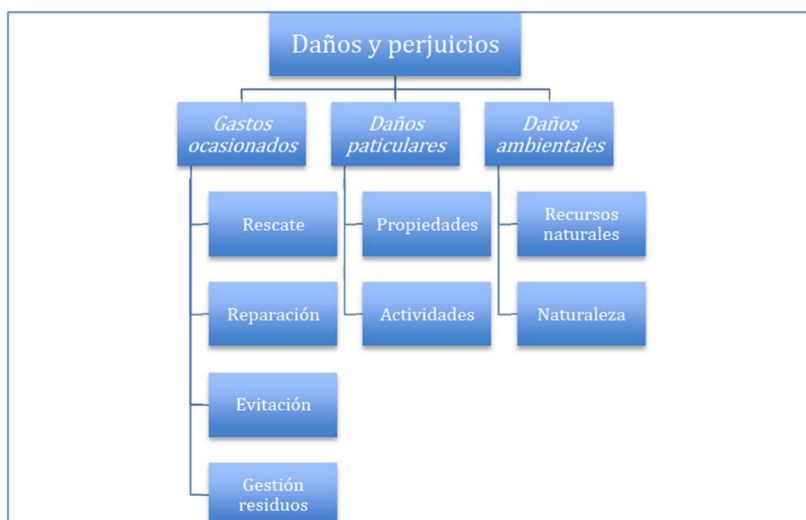 Daños y perjuicios
Gastos
ocasionados
Daños
paticulares
Daños
ambientales
Rescate
Propiedades
Recursos
naturales
Reparación
Actividades
Naturaleza
Evitación
Gestión
residuos